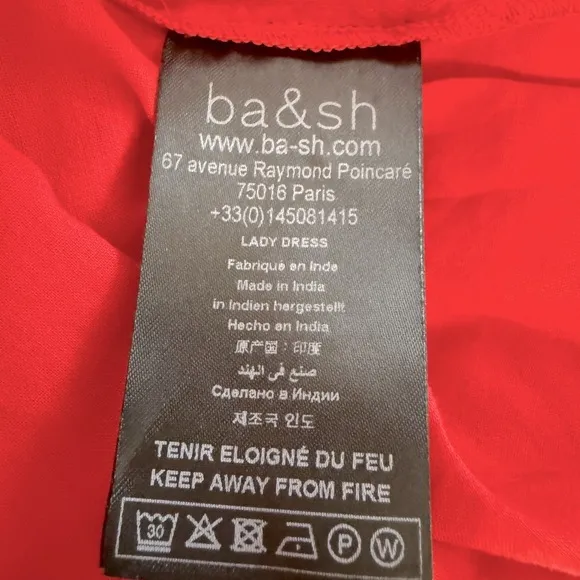 ba&sh
www.ba-sh.com
67 avenue Raymond Poincaré
75016 Paris
+33(0)145081415
LADY DRESS
Fabriqué en Inde
Made in India
in Indien hergestellt
Hecho en India
原产国：印度
صنع في الهند
Сделано в Индии
제조국 인도
TENIR ELOIGNÉ DU FEU
KEEP AWAY FROM FIRE
30 P W